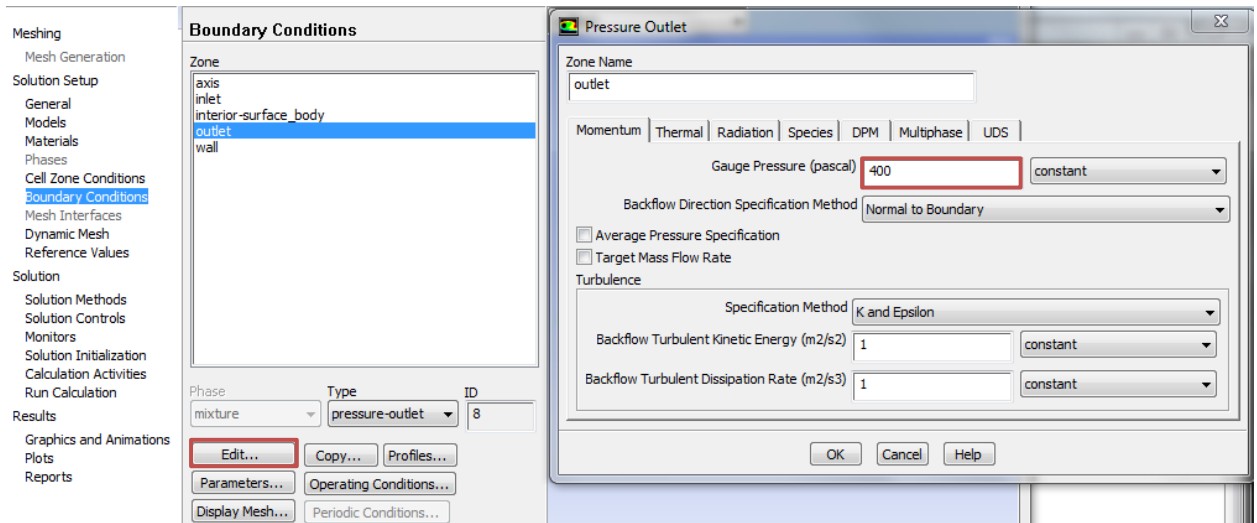 Meshing
Mesh Generation
Solution Setup
General
Models
Materials
Phases
Cell Zone Conditions
Boundary Conditions
Mesh Interfaces
Dynamic Mesh
Reference Values
Solution
Solution Methods
Solution Controls
Monitors
Solution Initialization
Calculation Activities
Run Calculation
Results
Graphics and Animations
Plots
Reports
Boundary Conditions
Zone
axis
inlet
interior-surface_body
outlet
wall
Phase Type ID
mixture pressure-outlet 8
Edit... Copy... Profiles...
Parameters... Operating Conditions...
Display Mesh... Periodic Conditions...
Pressure Outlet
Zone Name
outlet
Momentum Thermal Radiation Species DPM Multiphase UDS
Gauge Pressure (pascal) 400 constant
Backflow Direction Specification Method Normal to Boundary
Average Pressure Specification
Target Mass Flow Rate
Turbulence
Specification Method K and Epsilon
Backflow Turbulent Kinetic Energy (m2/s2) 1 constant
Backflow Turbulent Dissipation Rate (m2/s3) 1 constant
OK Cancel Help